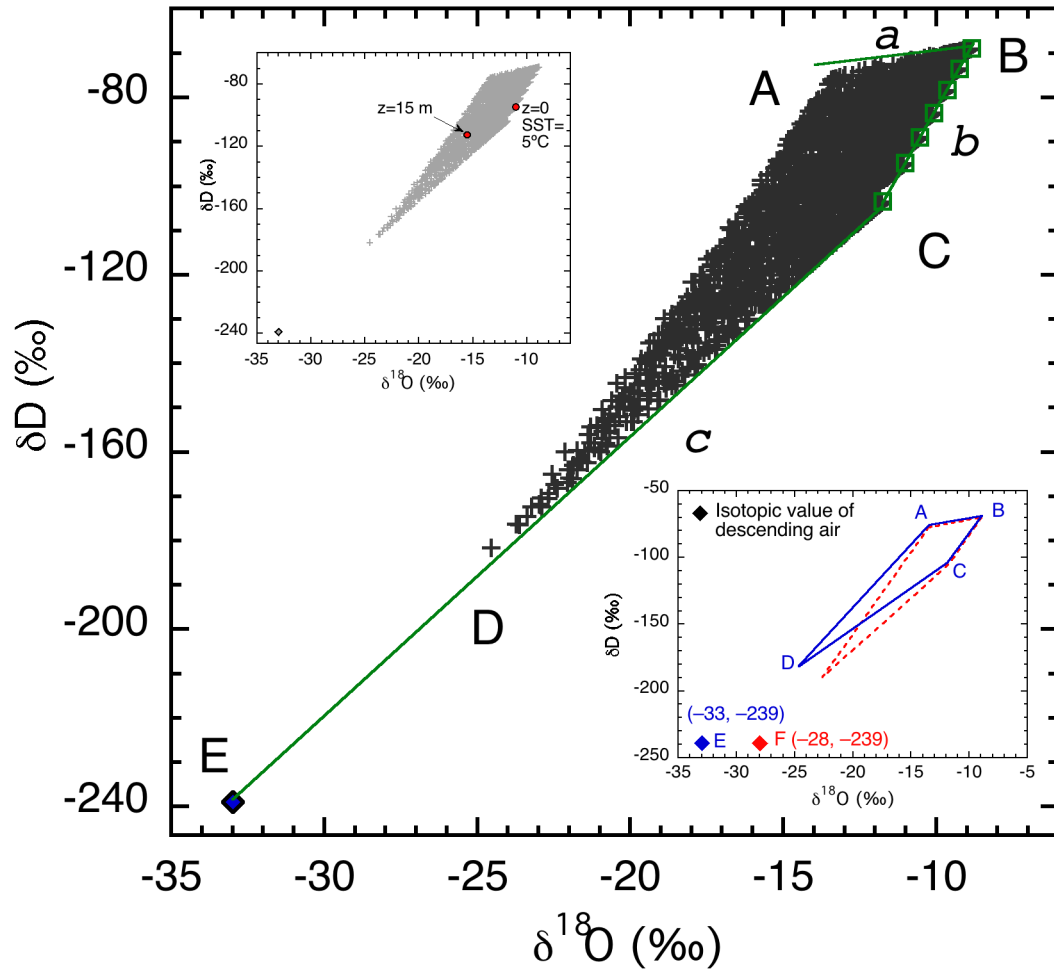 -80
-120
-160
-200
-240
δD (‰)
-35
-30
-25
-20
-15
-10
δ¹⁸O (‰)
A
a
B
b
C
c
D
E
-80
-120
-160
-200
-240
δD (‰)
z=15 m
z=0
SST=
5ºC
-35
-30
-25
-20
-15
-10
δ¹⁸O (‰)
-50
-100
-150
-200
-250
δD (‰)
Isotopic value of
descending air
A
B
C
D
(–33, –239)
E
F (–28, –239)
-35
-30
-25
-20
-15
-10
-5
δ¹⁸O (‰)